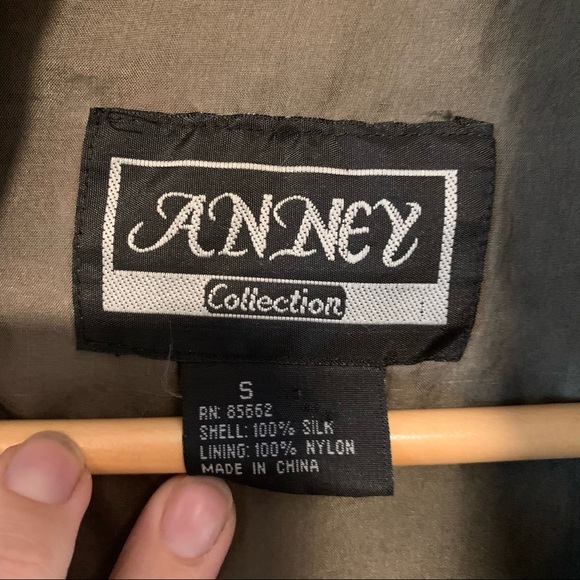 ANNEY
Collection
S
RN: 85662
SHELL: 100% SILK
LINING: 100% NYLON
MADE IN CHINA